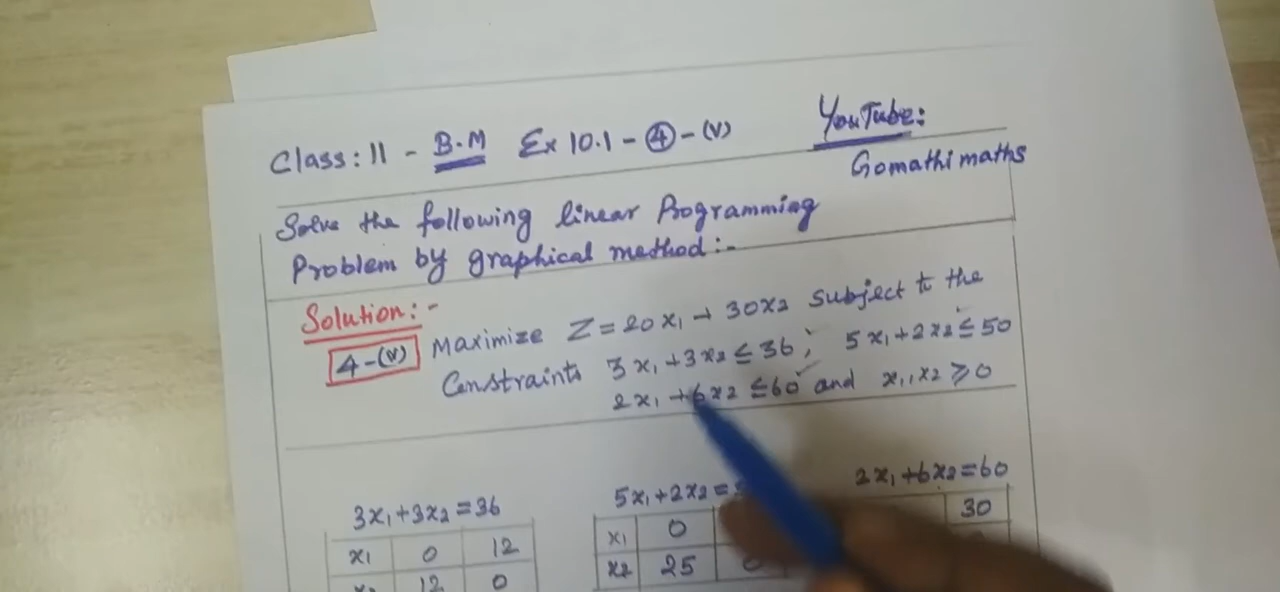 Class: 11 - B.M Ex 10.1 - ④ - (V)
YouTube:
Gomathi maths
Solve the following linear Programming
Problem by graphical method:-
Solution:-
4-(V)
Maximize Z = 20x₁ + 30x₂ subject to the
Constraints 3x₁ + 3x₂ ≤ 36; 5x₁ + 2x₂ ≤ 50
2x₁ + 6x₂ ≤ 60 and x₁, x₂ ≥ 0
3x₁ + 3x₂ = 36
5x₁ + 2x₂ =
2x₁ + 6x₂ = 60
x₁ 0 12
12 0
x₁ 0
x₂ 25
30